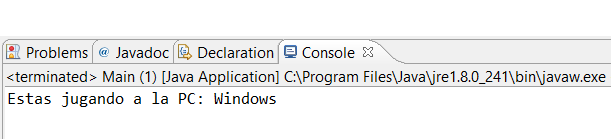 Problems @ Javadoc Declaration Console
<terminated> Main (1) [Java Application] C:\Program Files\Java\jre1.8.0_241\bin\javaw.exe
Estas jugando a la PC: Windows